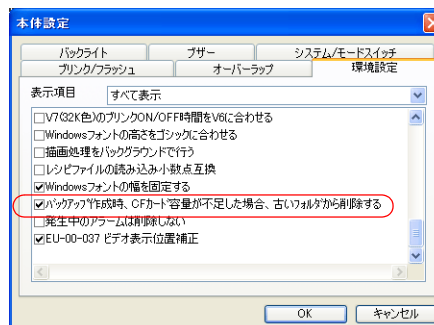 本体設定
バックライト ブザー システム/モードスイッチ
ブリンク/フラッシュ オーバーラップ 環境設定
表示項目 すべて表示
V7(32K色)のブリンクON/OFF時間をV6に合わせる
Windowsフォントの高さをゴシックに合わせる
描画処理をバックグラウンドで行う
レシピファイルの読み込み小数点互換
Windowsフォントの幅を固定する
バックアップ作成時、CFカード容量が不足した場合、古いフォルダから削除する
発生中のアラームは削除しない
EU-00-037 ビデオ表示位置補正
OK キャンセル